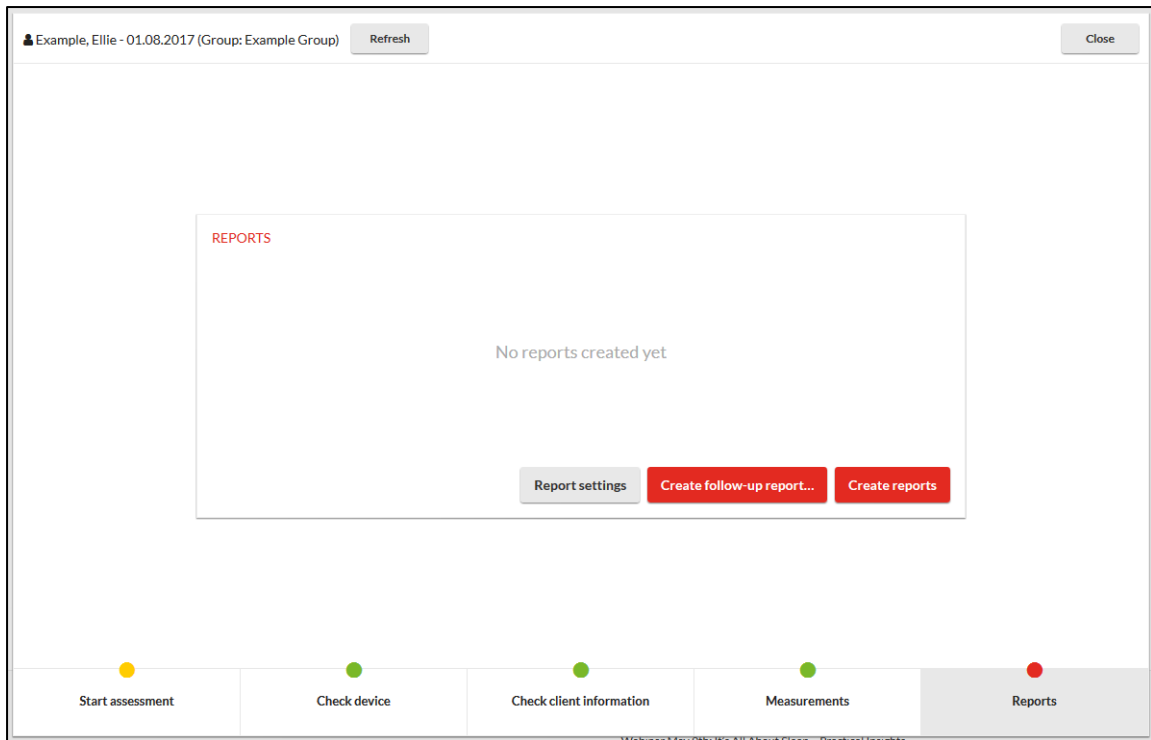 Example, Ellie - 01.08.2017 (Group: Example Group) Refresh Close
REPORTS
No reports created yet
Report settings Create follow-up report... Create reports
Start assessment Check device Check client information Measurements Reports